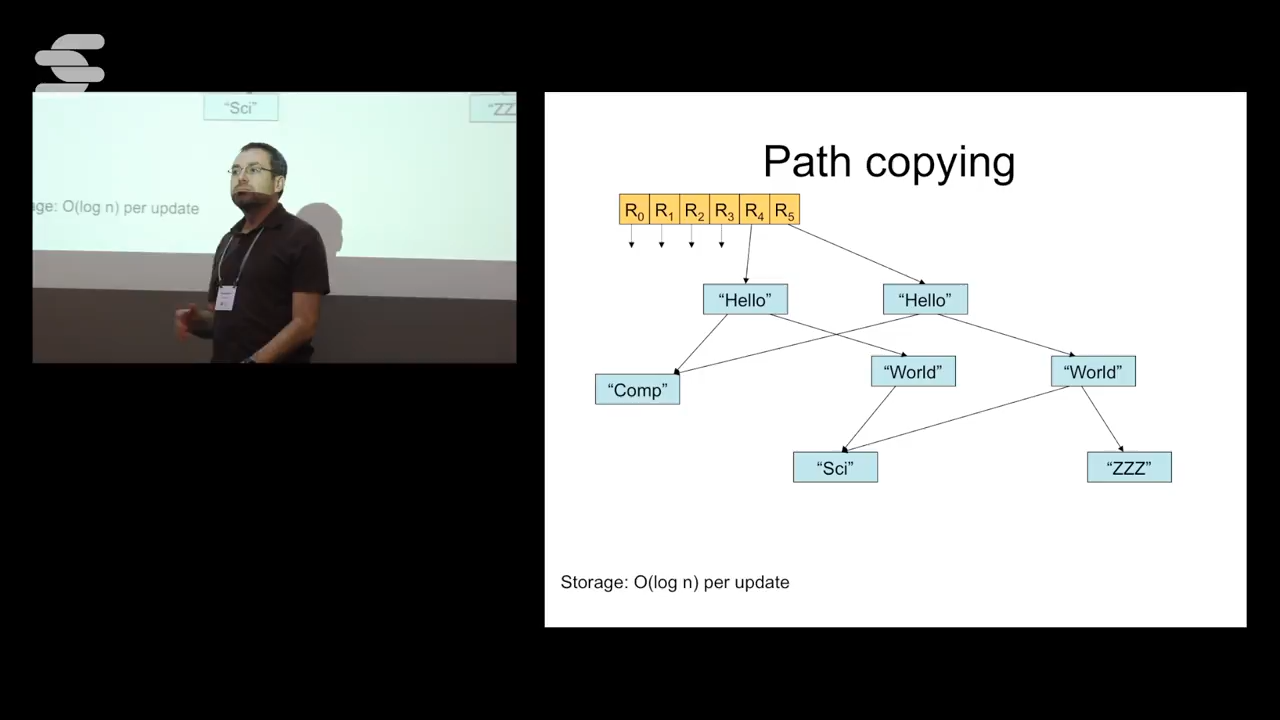 "Sci"
"ZZ
ge: O(log n) per update
Path copying
R₀ R₁ R₂ R₃ R₄ R₅
"Hello" "Hello"
"World" "World"
"Comp"
"Sci" "ZZZ"
Storage: O(log n) per update